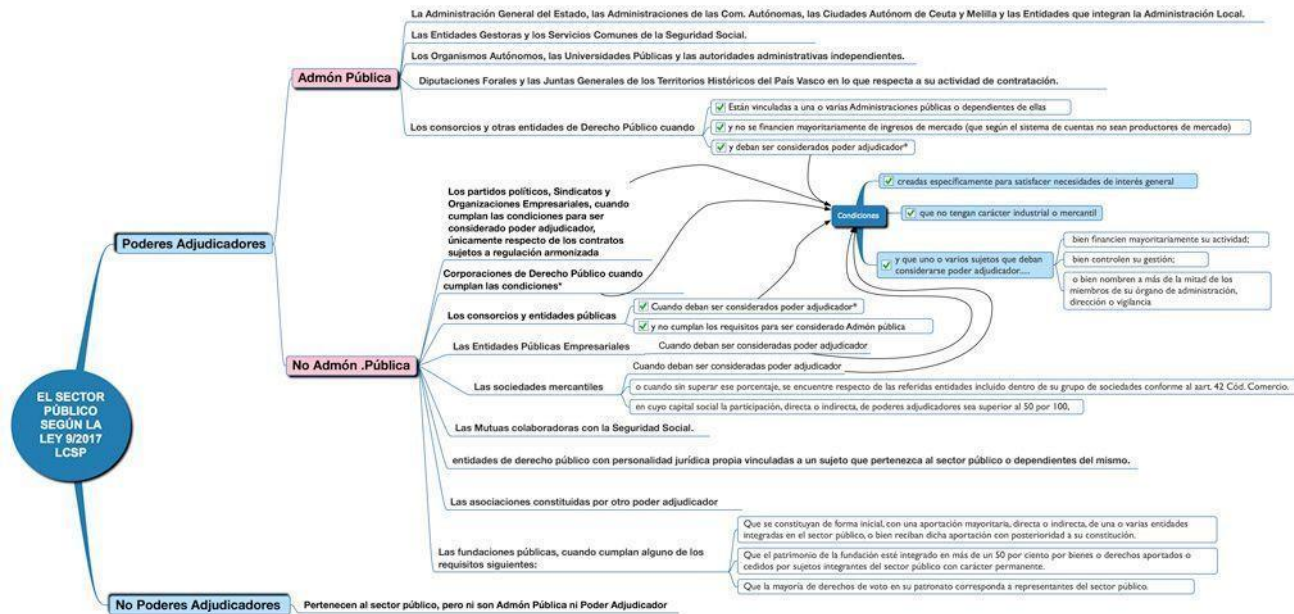 La Administración General del Estado, las Administraciones de las Com. Autónomas, las Ciudades Autónom de Ceuta y Melilla y las Entidades que integran la Administración Local.
Las Entidades Gestoras y los Servicios Comunes de la Seguridad Social.
Los Organismos Autónomos, las Universidades Públicas y las autoridades administrativas independientes.
Admón Pública
Diputaciones Forales y las Juntas Generales de los Territorios Históricos del País Vasco en lo que respecta a su actividad de contratación.
Los consorcios y otras entidades de Derecho Público cuando
Están vinculadas a una o varias Administraciones públicas o dependientes de ellas
y no se financien mayoritariamente de ingresos de mercado (que según el sistema de cuentas no sean productores de mercado)
y deban ser considerados poder adjudicador*
Poderes Adjudicadores
Los partidos políticos, Sindicatos y
Organizaciones Empresariales, cuando
cumplan las condiciones para ser
considerado poder adjudicador,
únicamente respecto de los contratos
sujetos a regulación armonizada
Condiciones
creadas específicamente para satisfacer necesidades de interés general
que no tengan carácter industrial o mercantil
y que uno o varios sujetos que deban
considerarse poder adjudicador....
bien financien mayoritariamente su actividad;
bien controlen su gestión;
o bien nombren a más de la mitad de los
miembros de su órgano de administración,
dirección o vigilancia
Corporaciones de Derecho Público cuando
cumplan las condiciones*
Los consorcios y entidades públicas
Cuando deban ser considerados poder adjudicador*
y no cumplan los requisitos para ser considerado Admón pública
Las Entidades Públicas Empresariales
Cuando deban ser consideradas poder adjudicador
No Admón .Pública
Las sociedades mercantiles
Cuando deban ser consideradas poder adjudicador
o cuando sin superar ese porcentaje, se encuentre respecto de las referidas entidades incluido dentro de su grupo de sociedades conforme al aart. 42 Cód. Comercio.
en cuyo capital social la participación, directa o indirecta, de poderes adjudicadores sea superior al 50 por 100,
EL SECTOR
PÚBLICO
SEGÚN LA
LEY 9/2017
LCSP
Las Mutuas colaboradoras con la Seguridad Social.
entidades de derecho público con personalidad jurídica propia vinculadas a un sujeto que pertenezca al sector público o dependientes del mismo.
Las asociaciones constituidas por otro poder adjudicador
Las fundaciones públicas, cuando cumplan alguno de los
requisitos siguientes:
Que se constituyan de forma inicial, con una aportación mayoritaria, directa o indirecta, de una o varias entidades
integradas en el sector público, o bien reciban dicha aportación con posterioridad a su constitución.
Que el patrimonio de la fundación esté integrado en más de un 50 por ciento por bienes o derechos aportados o
cedidos por sujetos integrantes del sector público con carácter permanente.
Que la mayoría de derechos de voto en su patronato corresponda a representantes del sector público.
No Poderes Adjudicadores
Pertenecen al sector público, pero ni son Admón Pública ni Poder Adjudicador